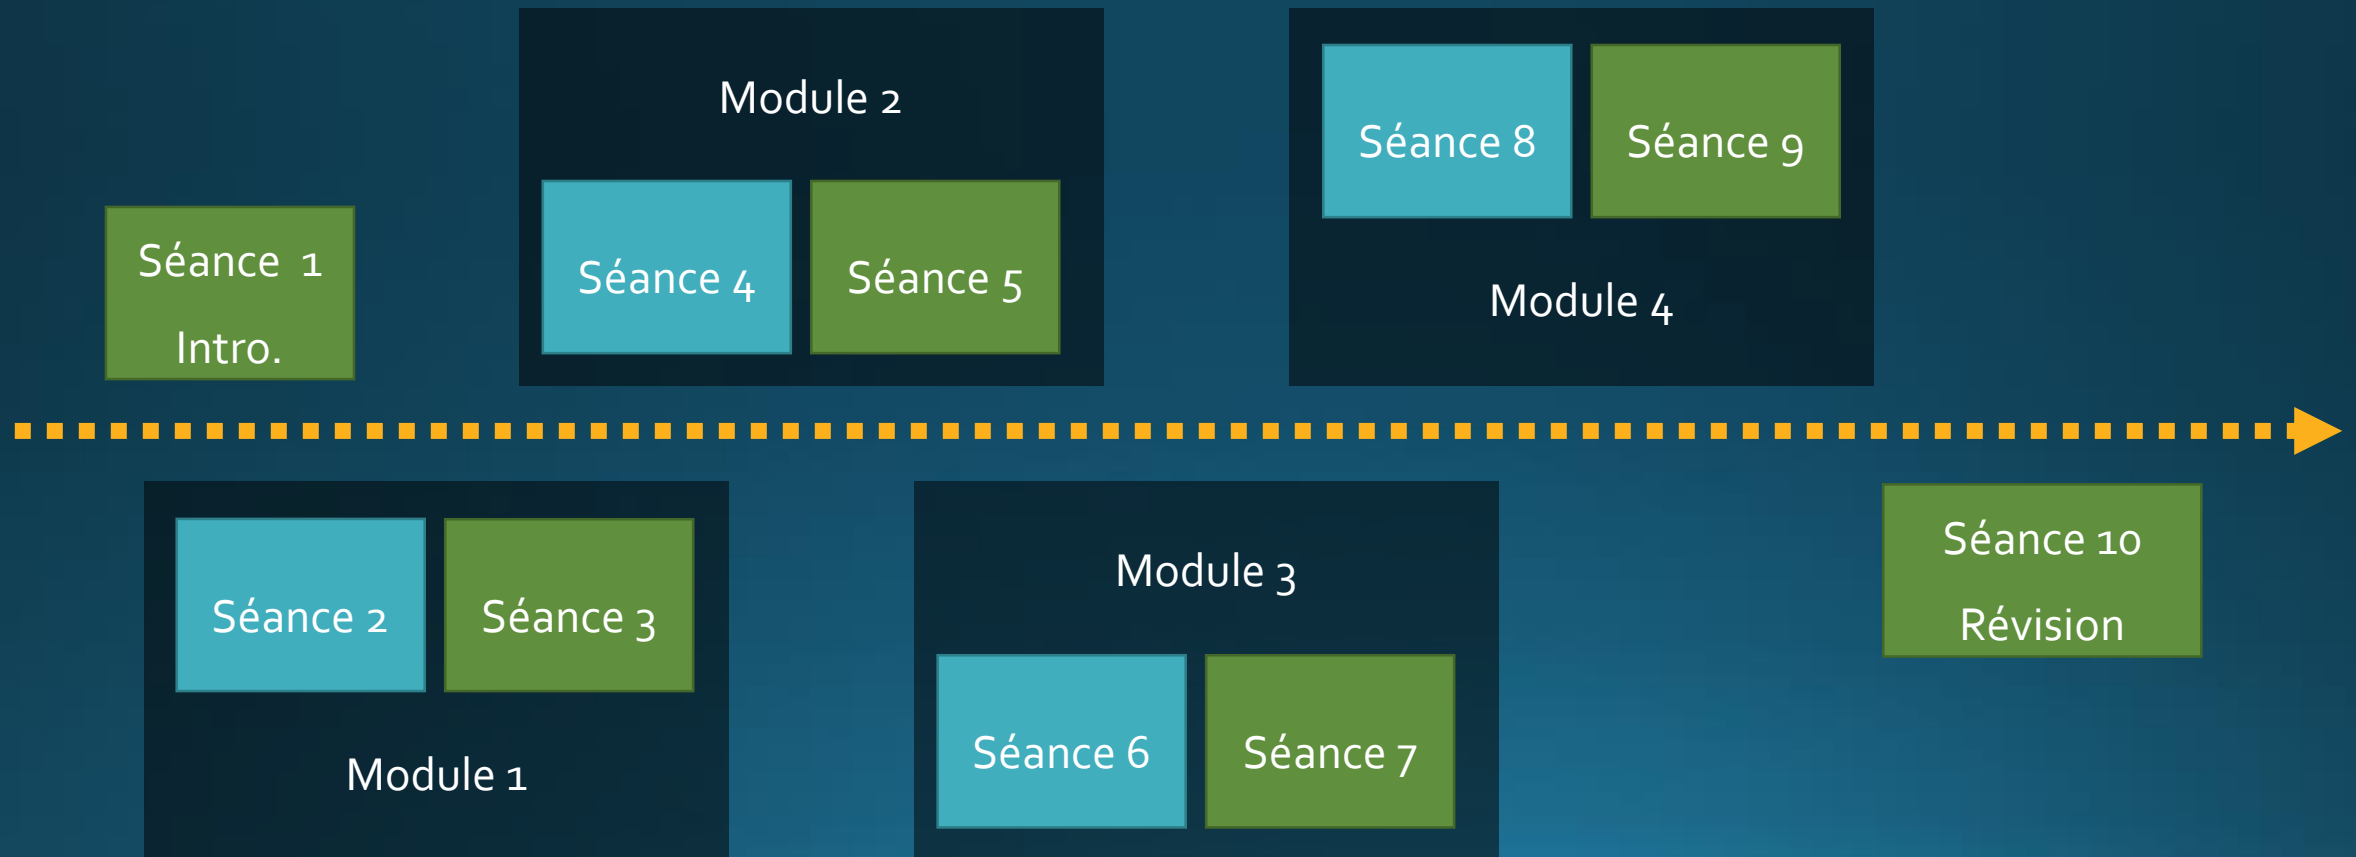 Module 2
Séance 4
Séance 5
Séance 8
Séance 9
Module 4
Séance  1
Intro.
Séance 2
Séance 3
Module 1
Module 3
Séance 6
Séance 7
Séance 10
Révision